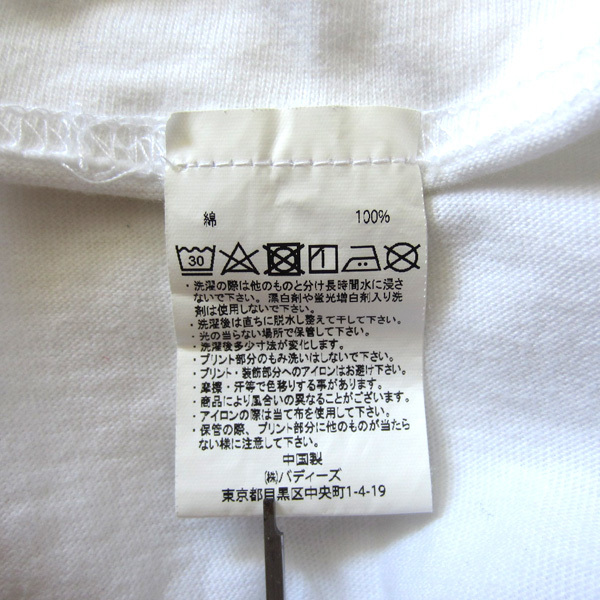 綿 100%
30
・洗濯の際は他のものと分け長時間水に浸さ
ないで下さい。漂白剤や蛍光増白剤入り洗
剤は使用しないで下さい。
・洗濯後は直ちに脱水し整えて干して下さい。
・光の当らない場所で保管して下さい。
・洗濯後多少寸法が変化します。
・プリント部分のもみ洗いはしないで下さい。
・プリント・装飾部分へのアイロンはお避け下さい。
・摩擦・汗等で色移りする事があります。
・商品により風合いの異なることがございます。
・アイロンの際は当て布を使用して下さい。
・保管の際、プリント部分に他のものが当たら
ない様に注意して下さい。
中国製
㈱バディーズ
東京都目黒区中央町1-4-19